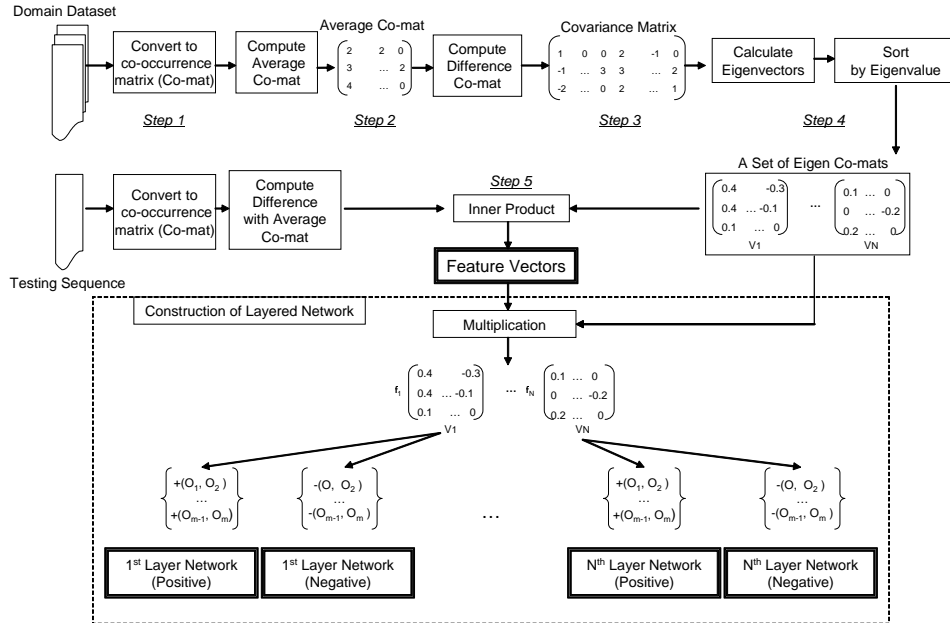 Domain Dataset
Convert to
co-occurrence
matrix (Co-mat)
Compute
Average
Co-mat
Average Co-mat
2 2 0
3 ... 2
4 ... 0
Compute
Difference
Co-mat
Covariance Matrix
1 0 0 2 -1 0
-1 ... 3 3 ... 2
-2 ... 0 2 ... 1
Calculate
Eigenvectors
Sort
by Eigenvalue
Step 1
Step 2
Step 3
Step 4
A Set of Eigen Co-mats
0.4 -0.3
0.4 ... -0.1
0.1 ... 0
V1
...
0.1 ... 0
0 ... -0.2
0.2 ... 0
VN
Convert to
co-occurrence
matrix (Co-mat)
Compute
Difference
with Average
Co-mat
Step 5
Inner Product
Feature Vectors
Testing Sequence
Construction of Layered Network
Multiplication
f1
0.4 -0.3
0.4 ... -0.1
0.1 ... 0
V1
...
fN
0.1 ... 0
0 ... -0.2
0.2 ... 0
VN
+(O1, O2 )
...
+(Om-1, Om)
-(O, O2 )
...
-(Om-1, Om )
...
+(O1, O2 )
...
+(Om-1, Om)
-(O, O2 )
...
-(Om-1, Om )
1st Layer Network
(Positive)
1st Layer Network
(Negative)
Nth Layer Network
(Positive)
Nth Layer Network
(Negative)